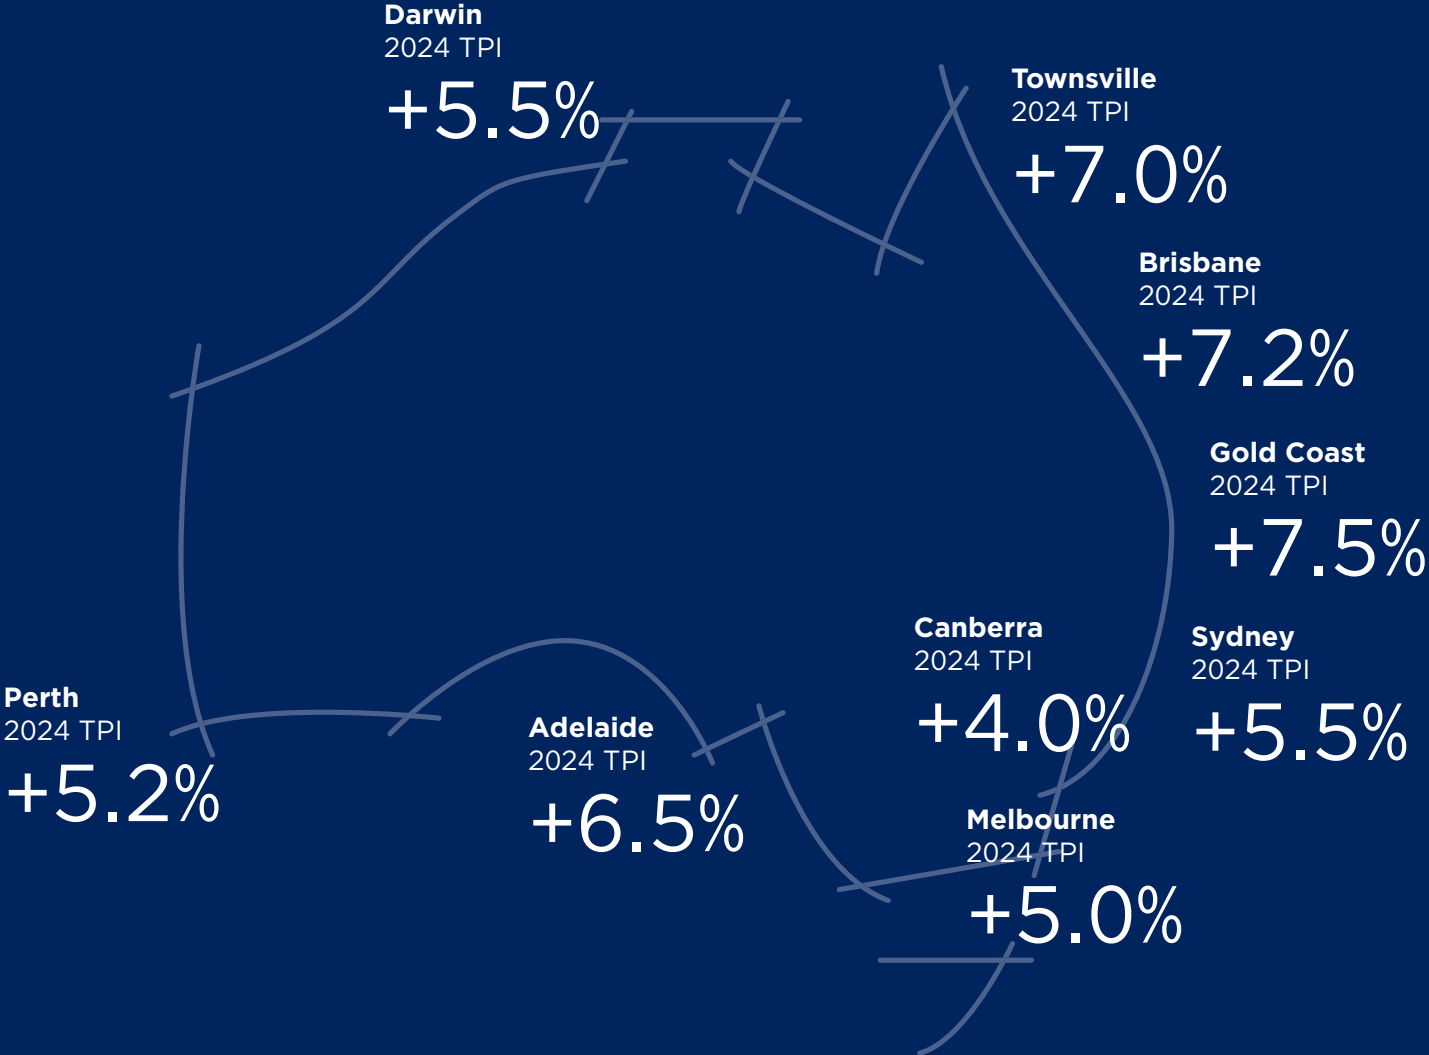 Darwin
2024 TPI
+5.5%
Townsville
2024 TPI
+7.0%
Brisbane
2024 TPI
+7.2%
Gold Coast
2024 TPI
+7.5%
Canberra
2024 TPI
+4.0%
Sydney
2024 TPI
+5.5%
Perth
2024 TPI
+5.2%
Adelaide
2024 TPI
+6.5%
Melbourne
2024 TPI
+5.0%